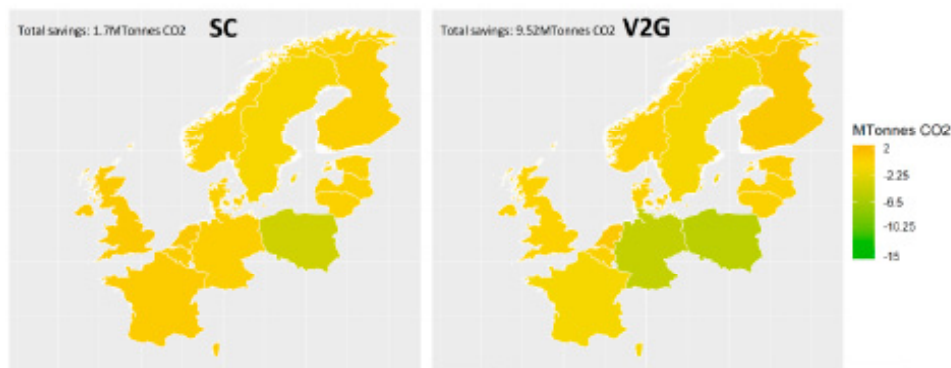 Total savings: 1.7MTonnes CO2 SC
Total savings: 9.52MTonnes CO2 V2G
MTonnes CO2
2
-2.25
-6.5
-10.25
-15